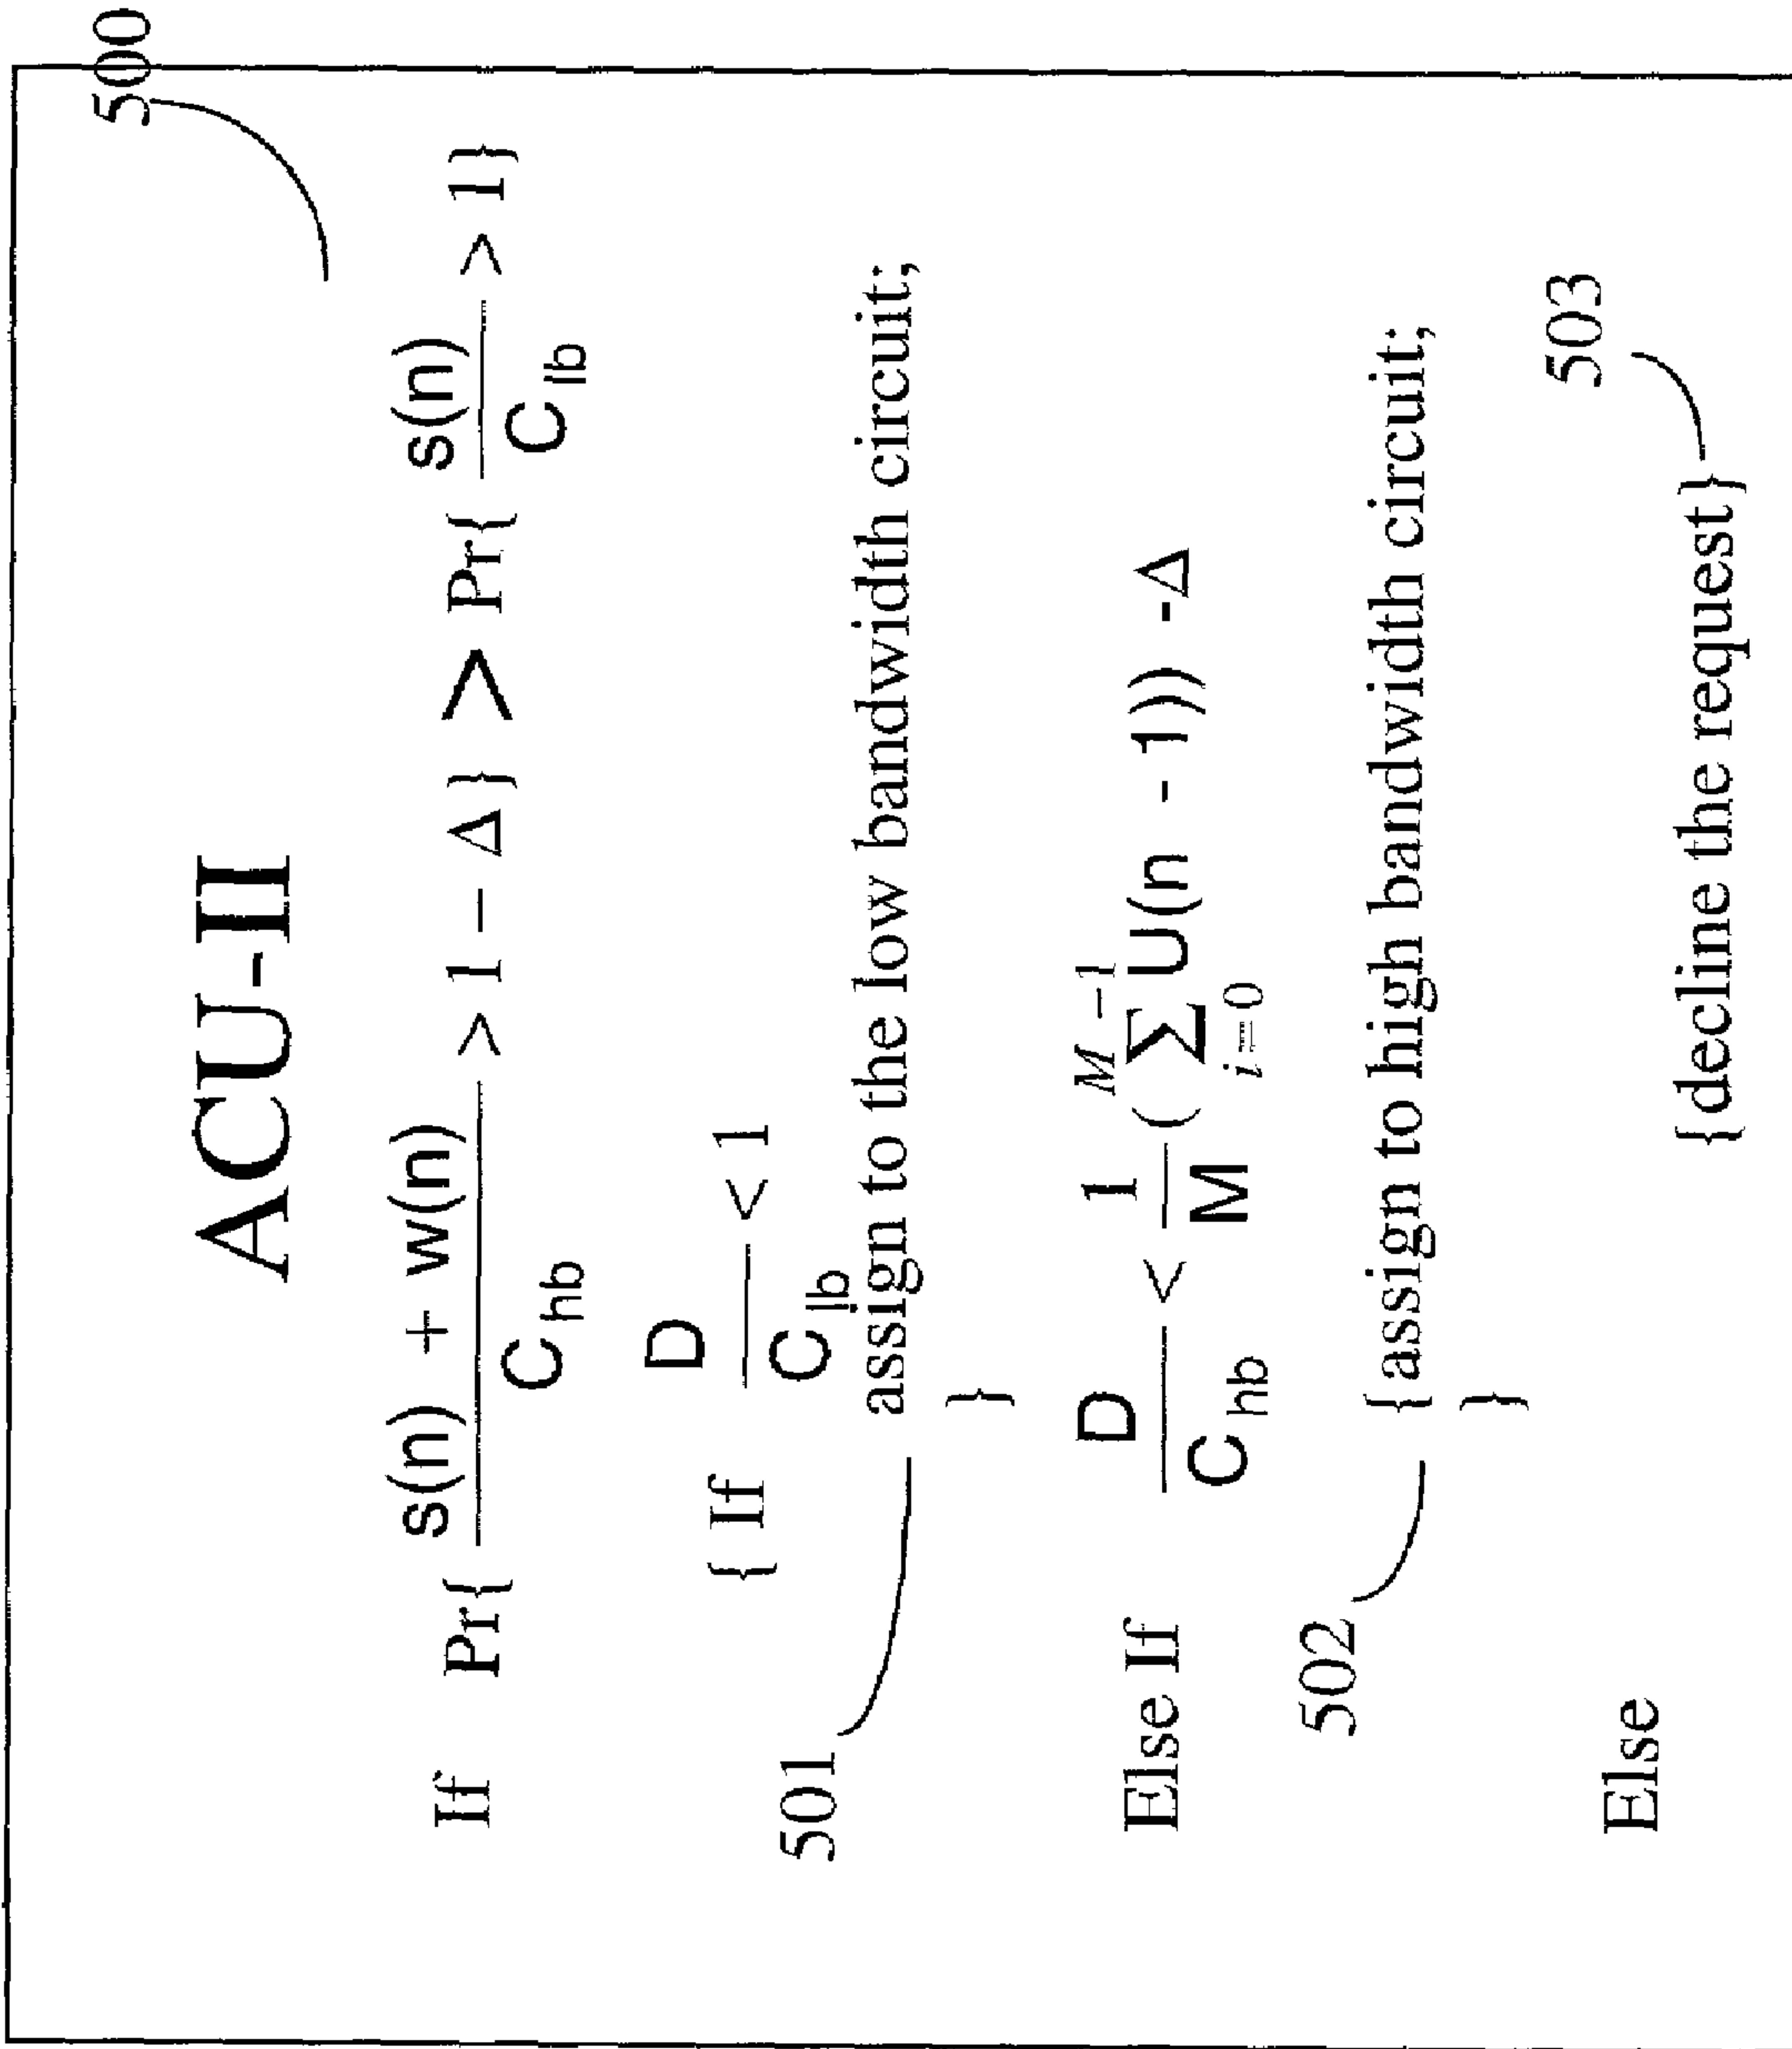 500
ACU-II
If Pr{ s(n) + w(n) / C_hb > 1 − Δ } > Pr{ s(n) / C_lb > 1}
{ If D / C_lb < 1
501
assign to the low bandwidth circuit;
}
Else If D / C_hb < 1 / M ( ∑_{i=0}^{M−1} U(n - 1)) -Δ
502
{assign to high bandwidth circuit;
}
503
Else {decline the request}